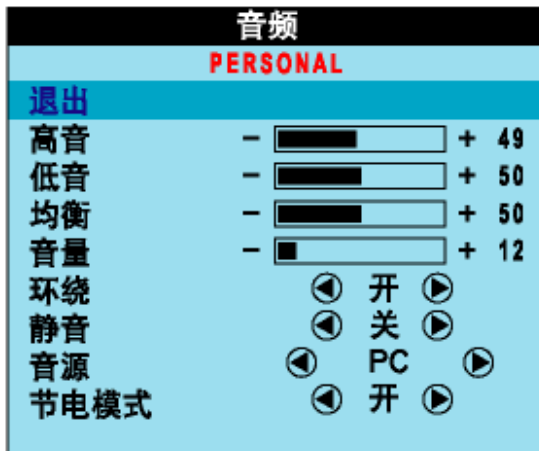 音频
PERSONAL
退出
高音 - + 49
低音 - + 50
均衡 - + 50
音量 - + 12
环绕 开
静音 关
音源 PC
节电模式 开